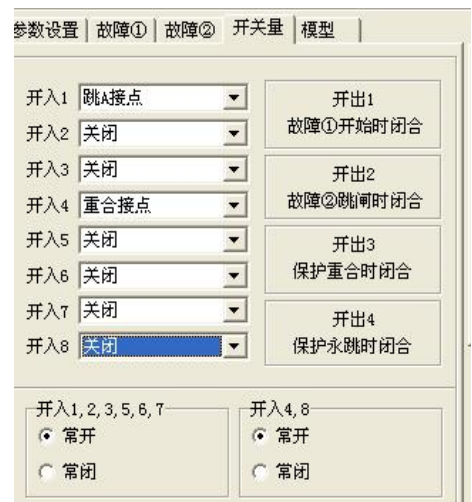 参数设置 故障① 故障② 开关量 模型
开入1 跳A接点
开入2 关闭
开入3 关闭
开入4 重合接点
开入5 关闭
开入6 关闭
开入7 关闭
开入8 关闭
开出1
故障①开始时闭合
开出2
故障②跳闸时闭合
开出3
保护重合时闭合
开出4
保护永跳时闭合
开入1,2,3,5,6,7
常开
常闭
开入4,8
常开
常闭